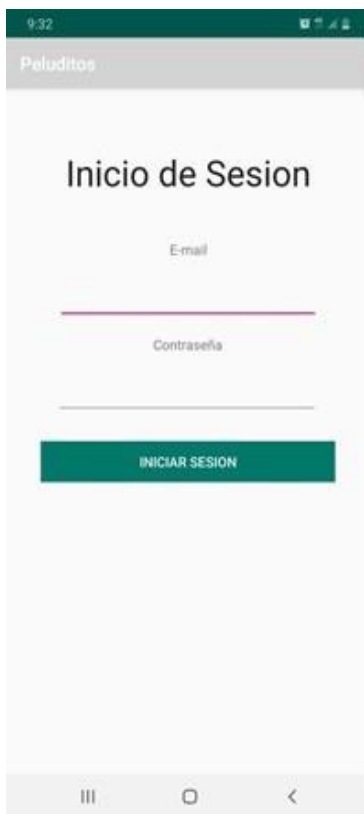 9:32
Peluditos
Inicio de Sesion
E-mail
Contraseña
INICIAR SESION